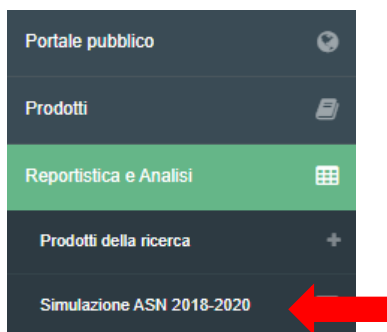 Portale pubblico
Prodotti
Reportistica e Analisi
Prodotti della ricerca +
Simulazione ASN 2018-2020